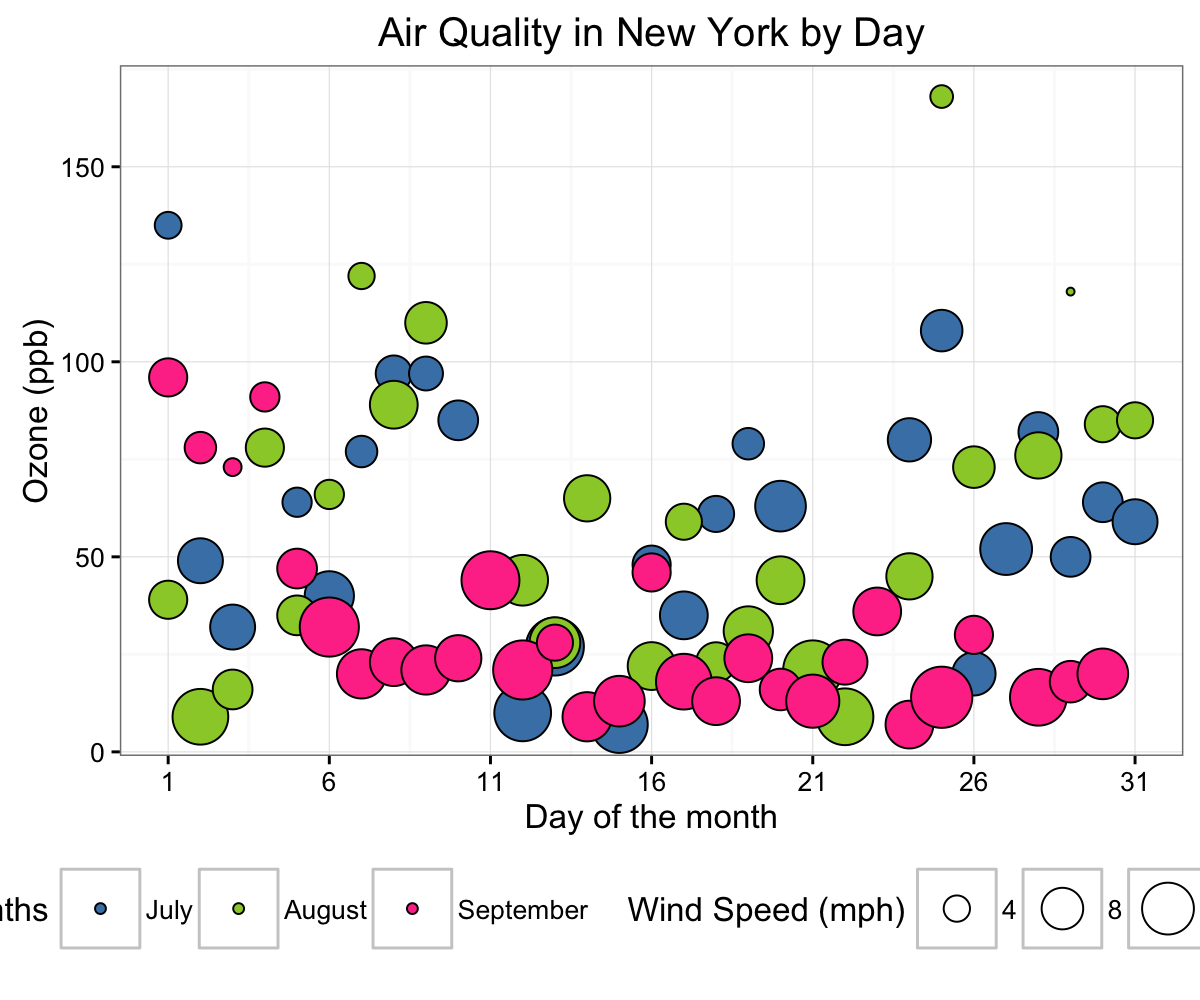 Air Quality in New York by Day
Ozone (ppb)
150
100
50
0
1 6 11 16 21 26 31
Day of the month
July August September Wind Speed (mph) 4 8